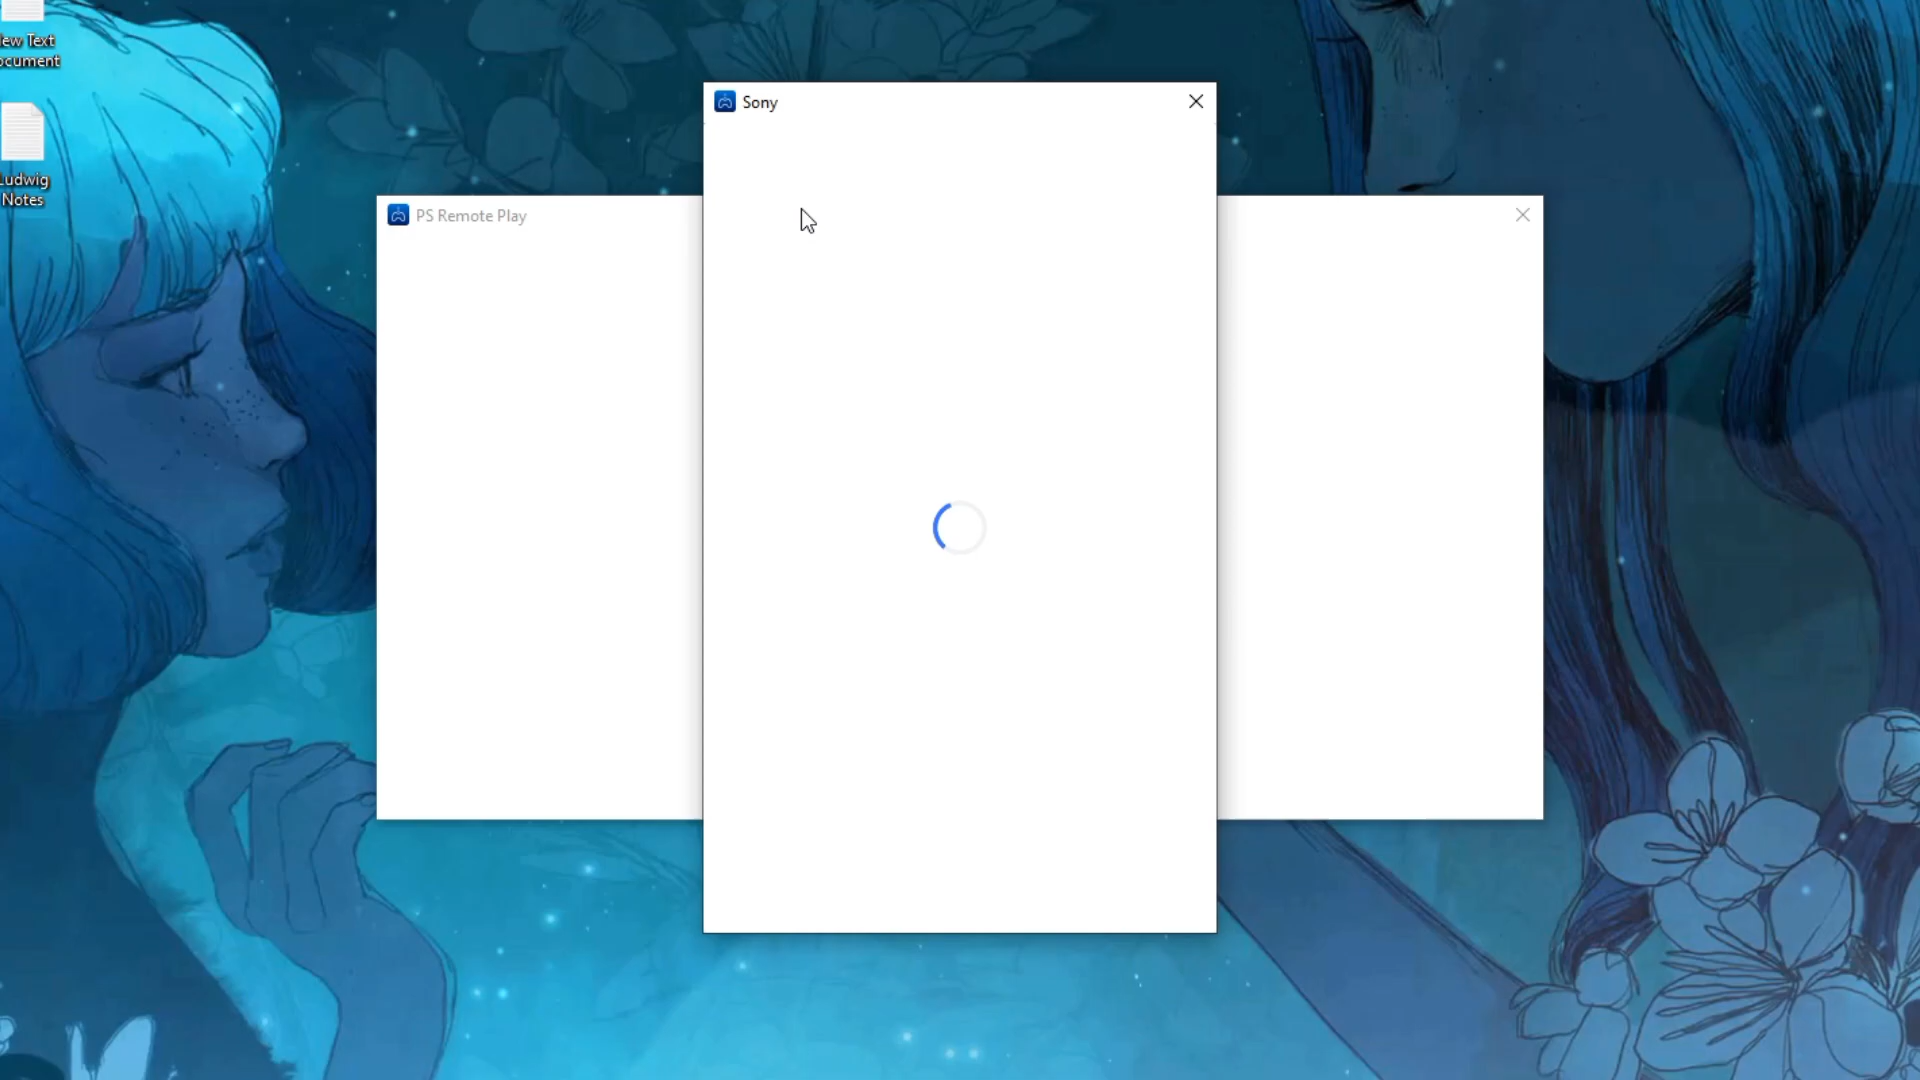 ew Text
ocument
Ludwig
Notes
Sony
PS Remote Play